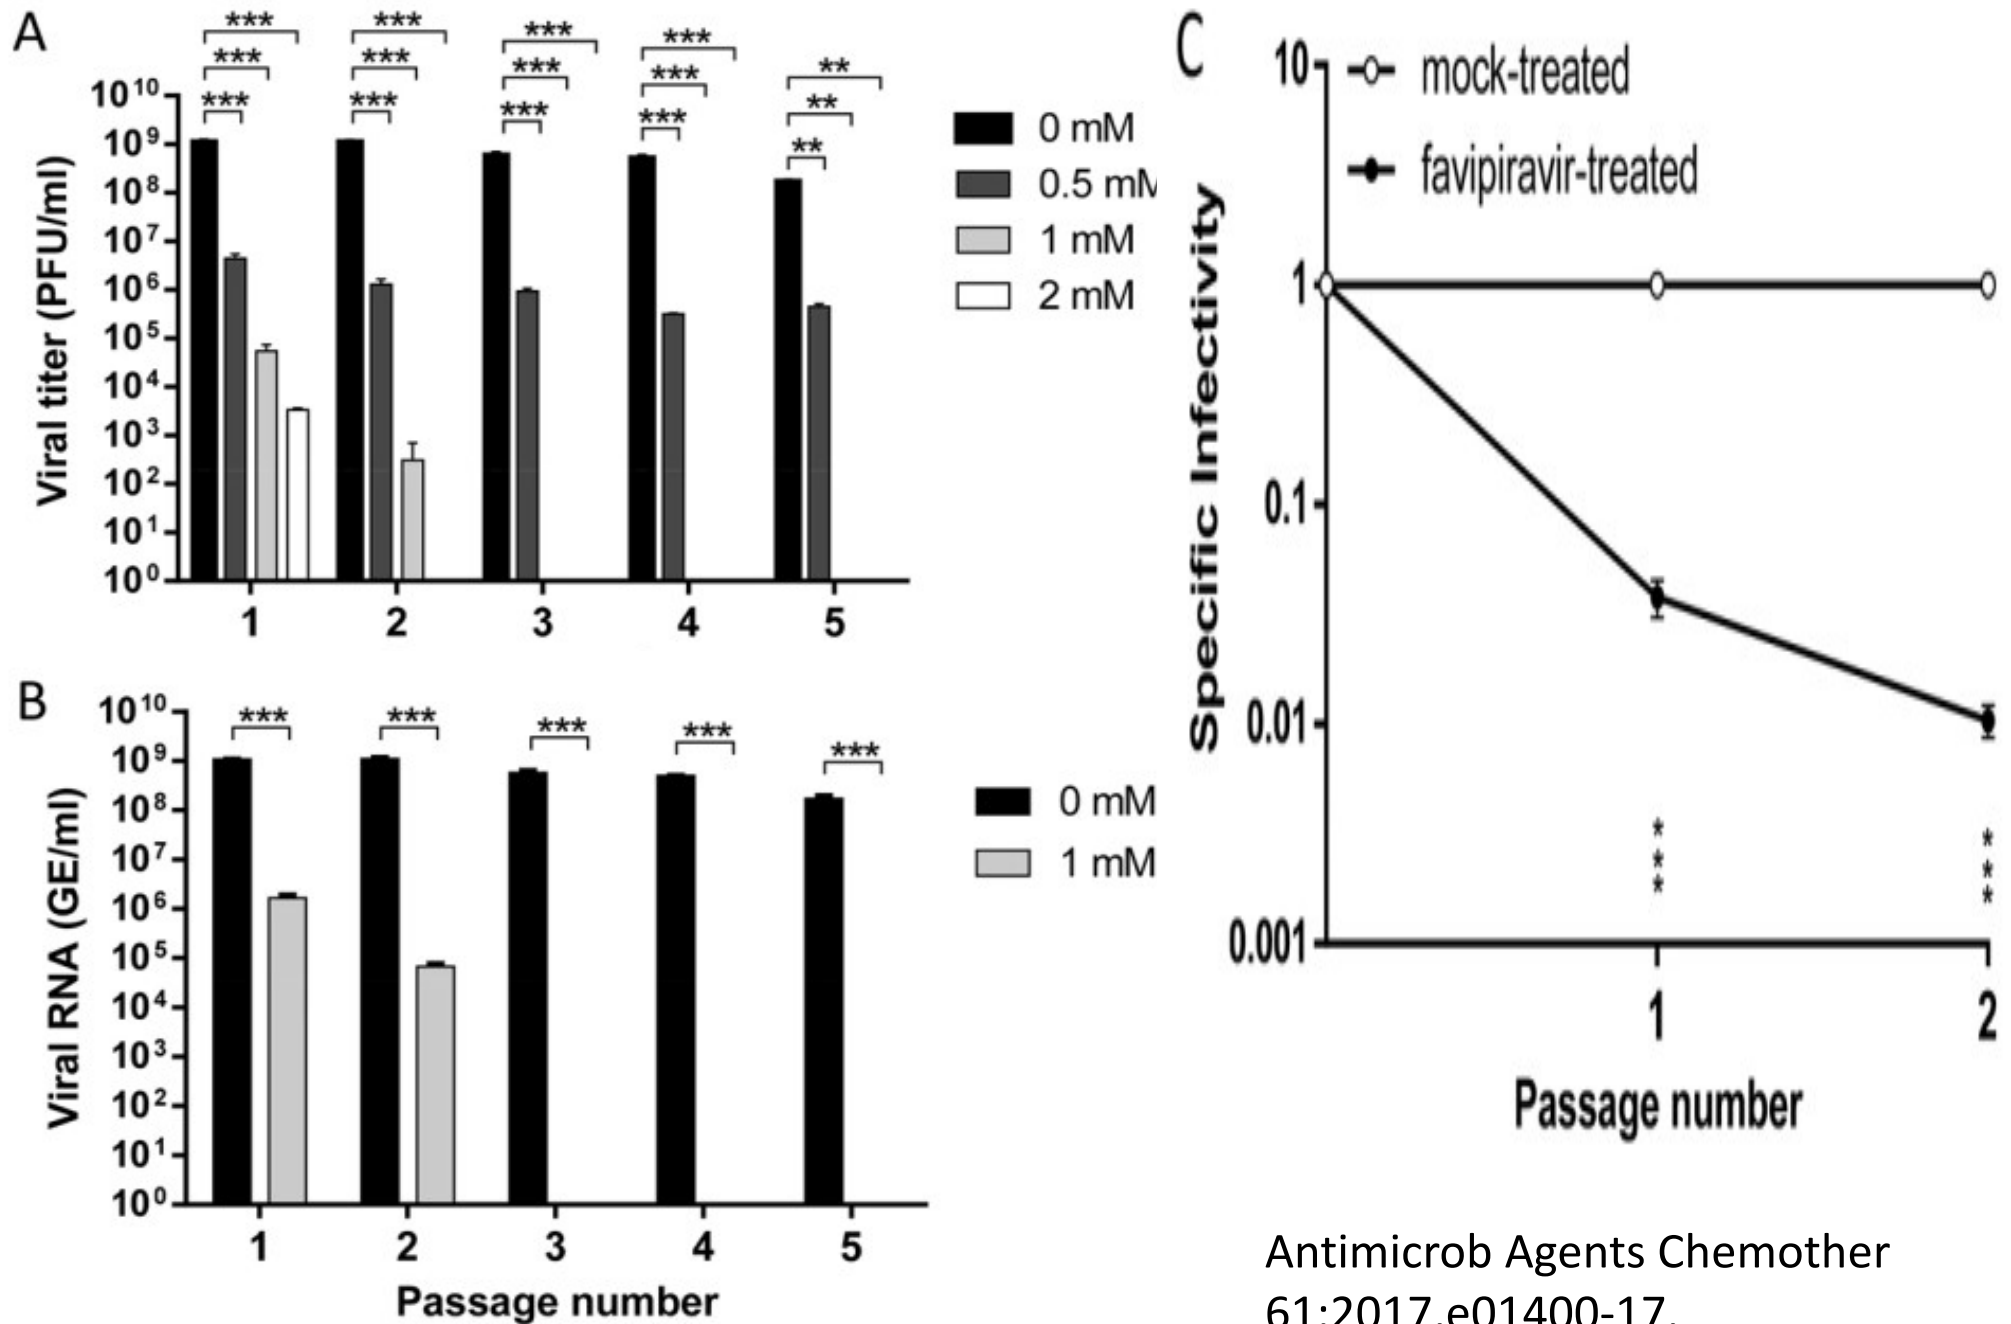 A
***
***
***
***
***
***
***
***
***
***
***
***
**
**
**
Viral titer (PFU/ml)
10¹⁰
10⁹
10⁸
10⁷
10⁶
10⁵
10⁴
10³
10²
10¹
10⁰
1 2 3 4 5
0 mM
0.5 mM
1 mM
2 mM
B
***
***
***
***
***
Viral RNA (GE/ml)
10¹⁰
10⁹
10⁸
10⁷
10⁶
10⁵
10⁴
10³
10²
10¹
10⁰
1 2 3 4 5
Passage number
0 mM
1 mM
C
mock-treated
favipiravir-treated
Specific Infectivity
10
1
0.1
0.01
0.001
***
***
1 2
Passage number
Antimicrob Agents Chemother
61:2017.e01400-17.